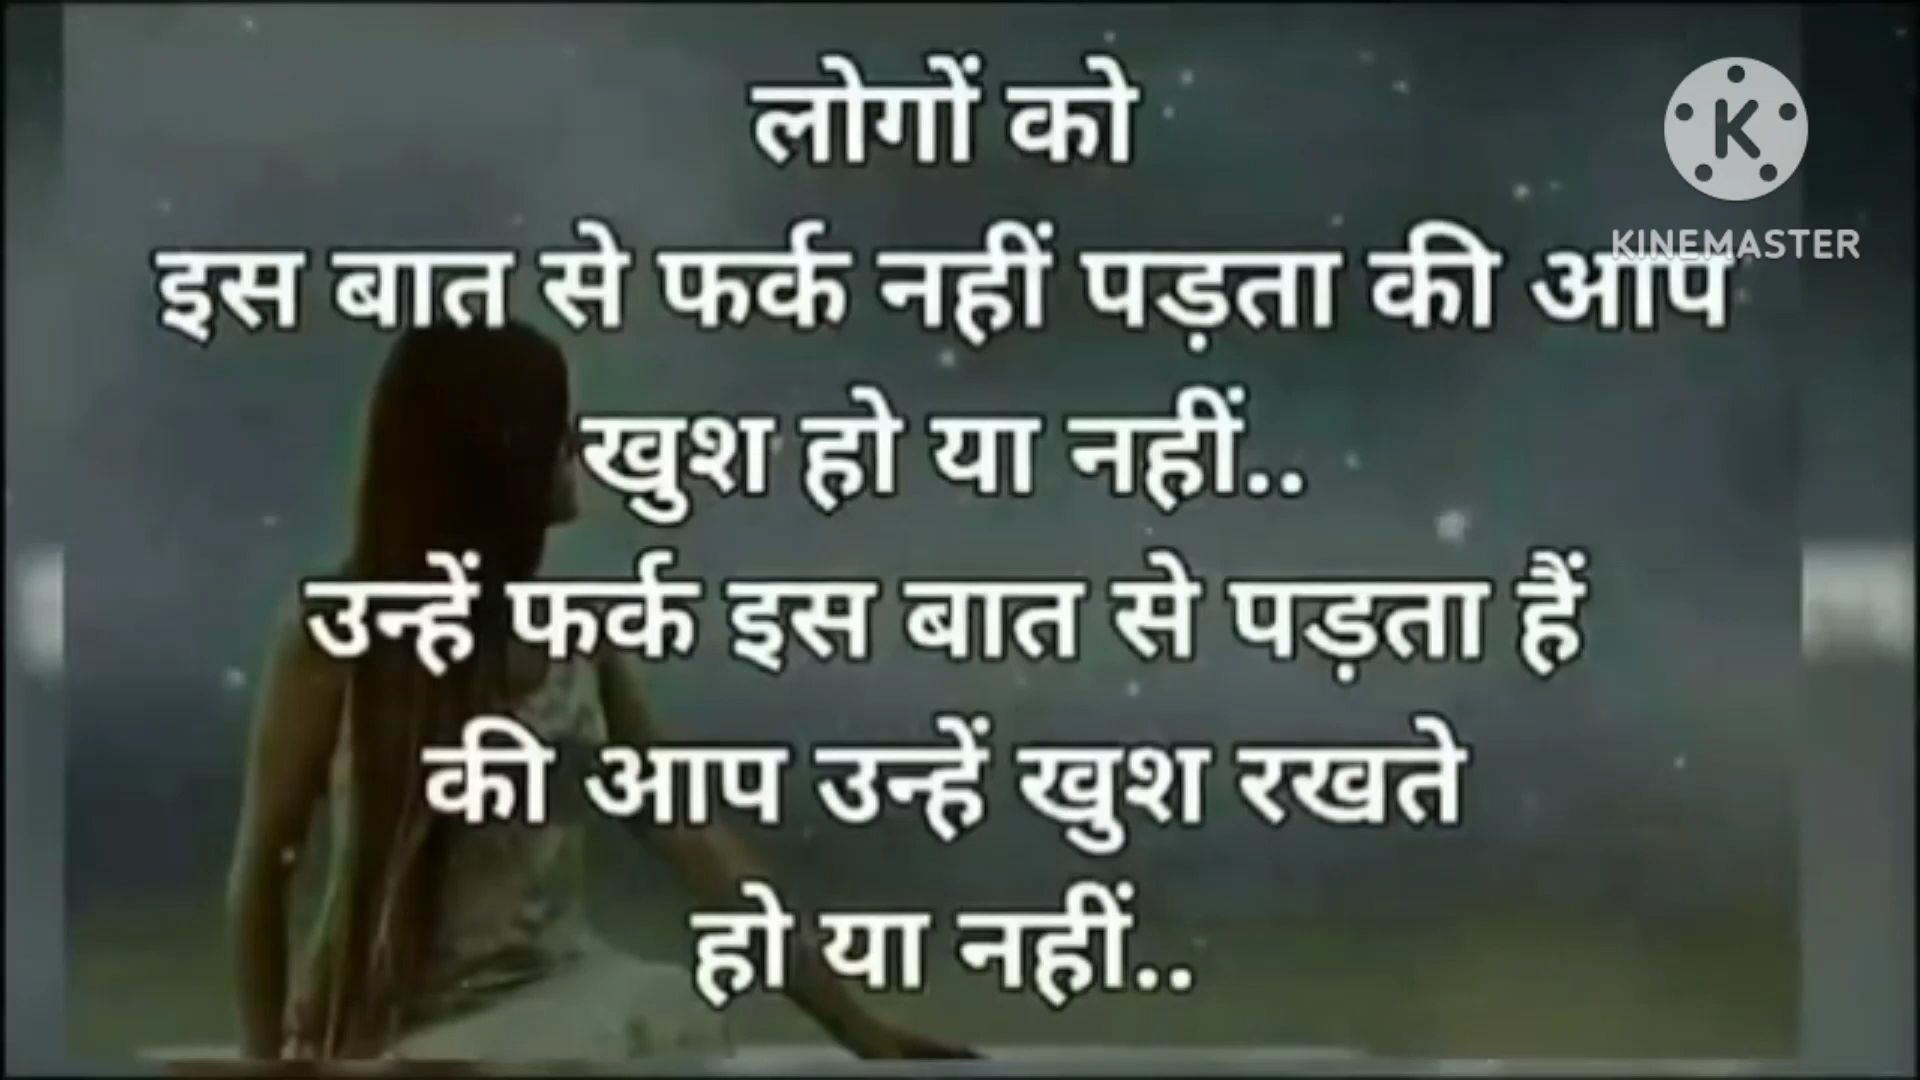 लोगों को
इस बात से फर्क नहीं पड़ता की आप
खुश हो या नहीं..
उन्हें फर्क इस बात से पड़ता हैं
की आप उन्हें खुश रखते
हो या नहीं..
K
KINEMASTER